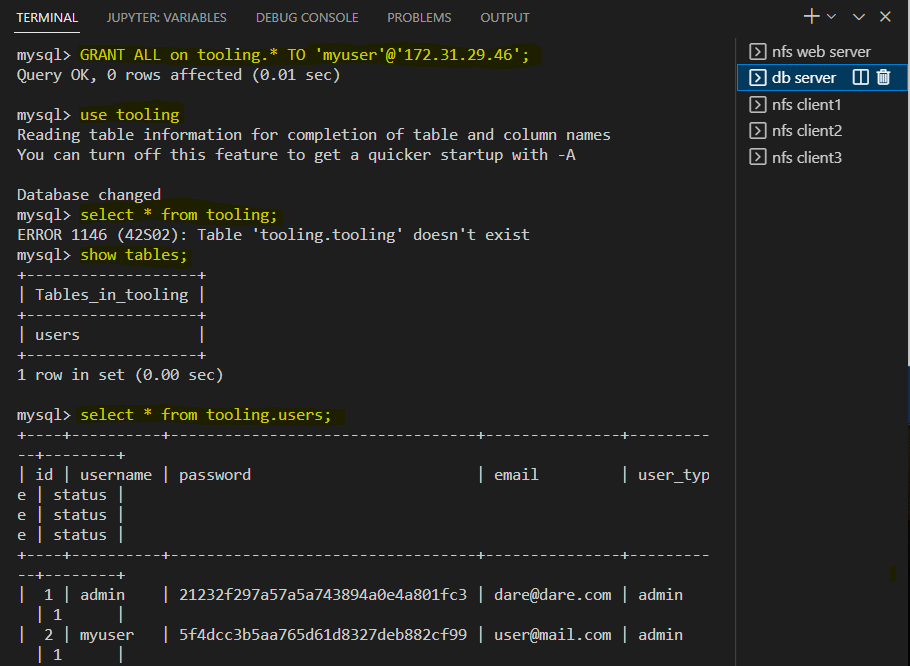 TERMINAL JUPYTER: VARIABLES DEBUG CONSOLE PROBLEMS OUTPUT
mysql> GRANT ALL on tooling.* TO 'myuser'@'172.31.29.46';
Query OK, 0 rows affected (0.01 sec)
mysql> use tooling
Reading table information for completion of table and column names
You can turn off this feature to get a quicker startup with -A
Database changed
mysql> select * from tooling;
ERROR 1146 (42S02): Table 'tooling.tooling' doesn't exist
mysql> show tables;
+-------------------+
| Tables_in_tooling |
+-------------------+
| users             |
+-------------------+
1 row in set (0.00 sec)
mysql> select * from tooling.users;
+----+----------+----------------------------------+---------------+---------
--+--------+
| id | username | password                         | email         | user_typ
e | status |
e | status |
e | status |
+----+----------+----------------------------------+---------------+---------
--+--------+
|  1 | admin    | 21232f297a57a5a743894a0e4a801fc3 | dare@dare.com | admin
  | 1      |
|  2 | myuser   | 5f4dcc3b5aa765d61d8327deb882cf99 | user@mail.com | admin
  | 1      |
nfs web server
db server
nfs client1
nfs client2
nfs client3